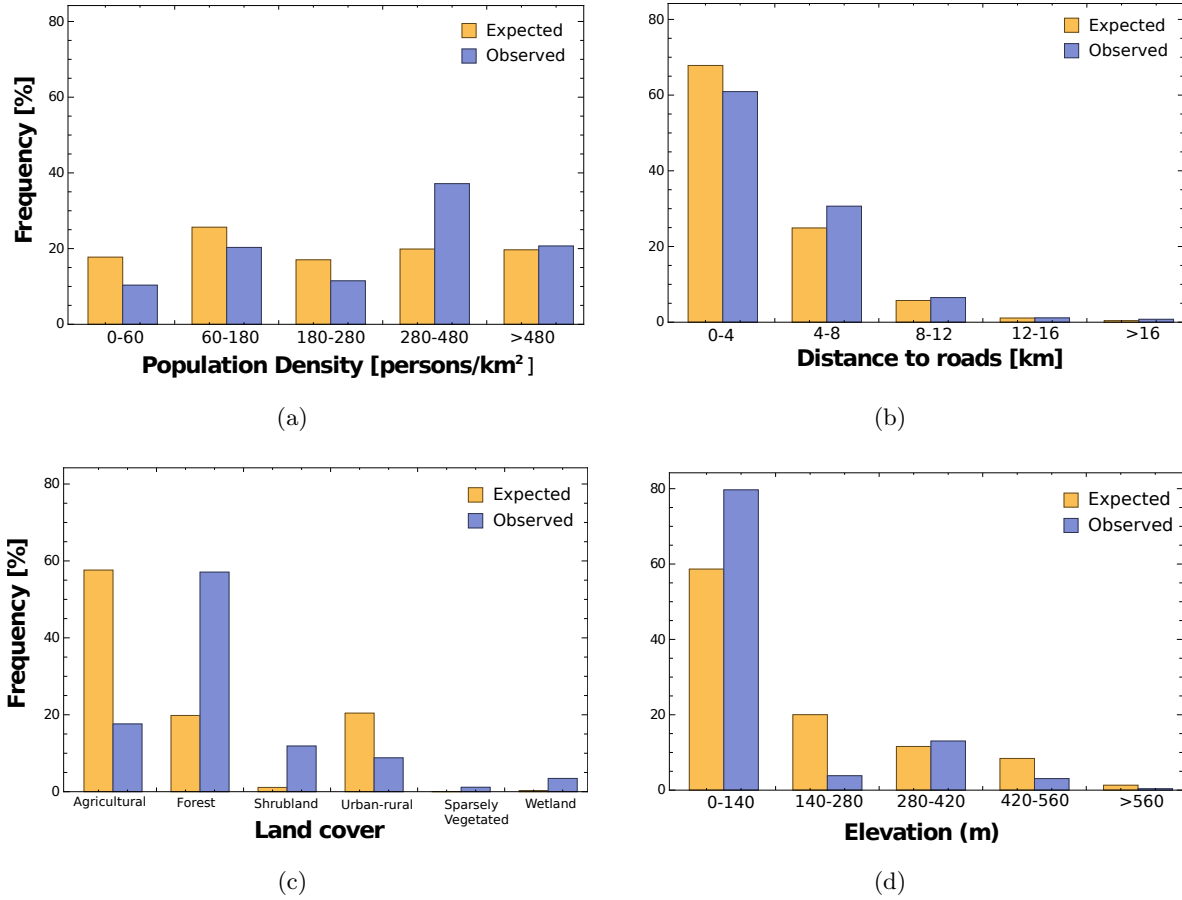 80
60
40
20
0
Frequency [%]
Expected
Observed
0-60 60-180 180-280 280-480 >480
Population Density [persons/km²]
(a)
80
60
40
20
0
Expected
Observed
0-4 4-8 8-12 12-16 >16
Distance to roads [km]
(b)
80
60
40
20
0
Frequency [%]
Expected
Observed
Agricultural Forest Shrubland Urban-rural Sparsely Wetland
Vegetated
Land cover
(c)
80
60
40
20
0
Expected
Observed
0-140 140-280 280-420 420-560 >560
Elevation (m)
(d)